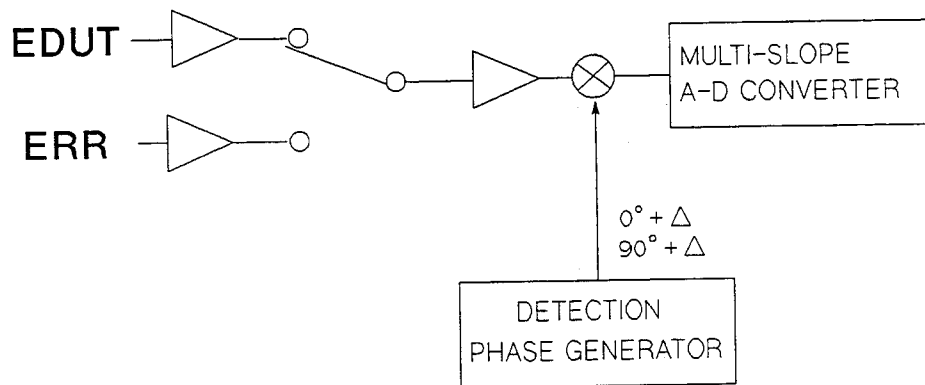 EDUT
MULTI-SLOPE
A-D CONVERTER
ERR
0° + △
90° + △
DETECTION
PHASE GENERATOR